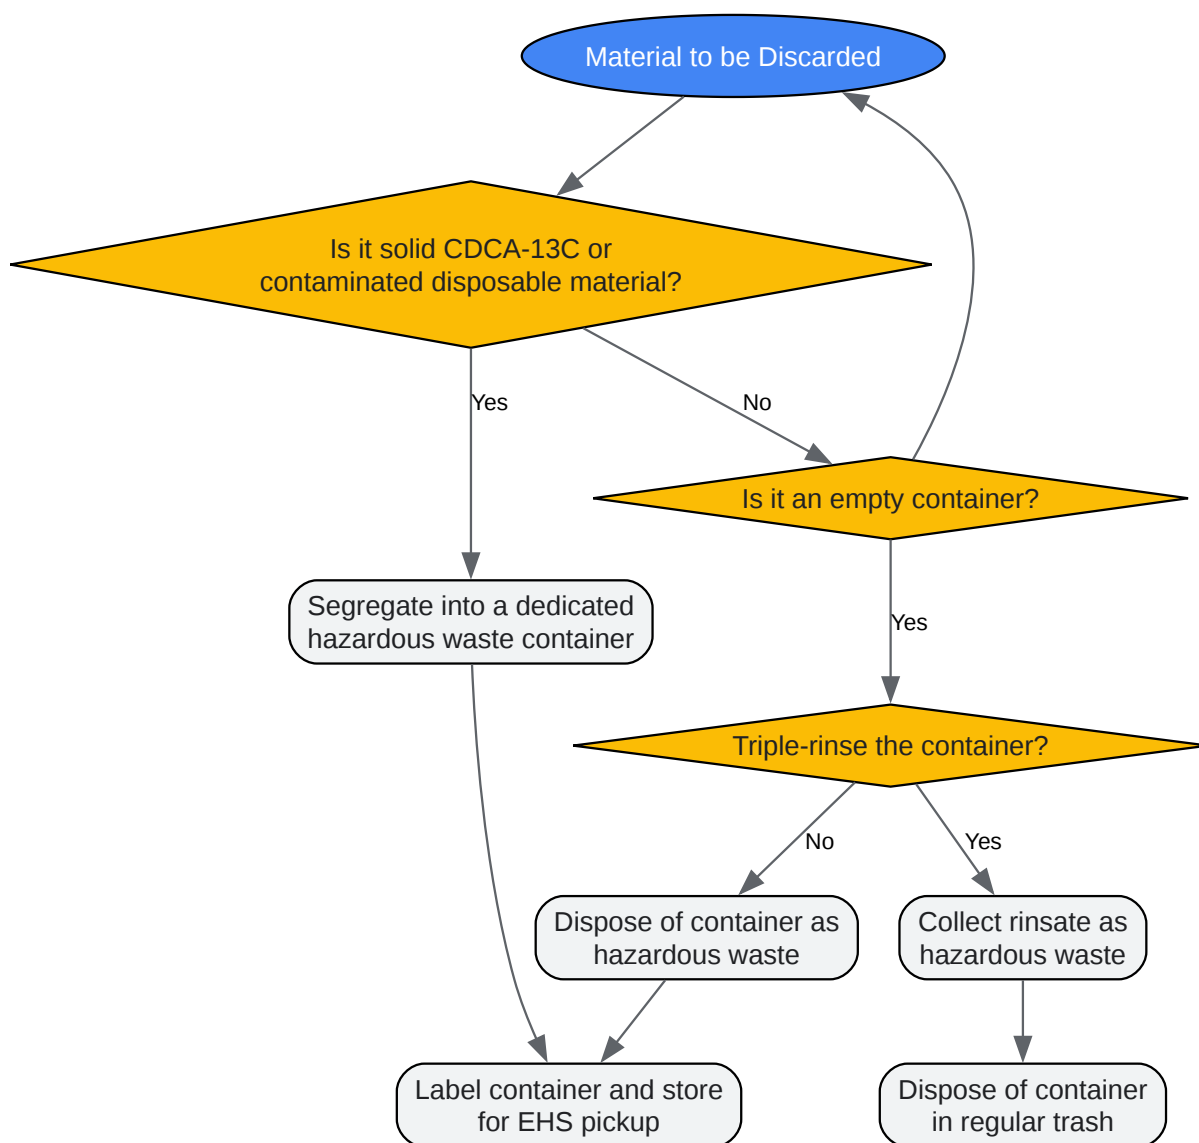 Material to be Discarded
Is it solid CDCA-13C or
contaminated disposable material?
Yes
No
Is it an empty container?
Segregate into a dedicated
hazardous waste container
Yes
Triple-rinse the container?
No
Yes
Dispose of container as
hazardous waste
Collect rinsate as
hazardous waste
Label container and store
for EHS pickup
Dispose of container
in regular trash